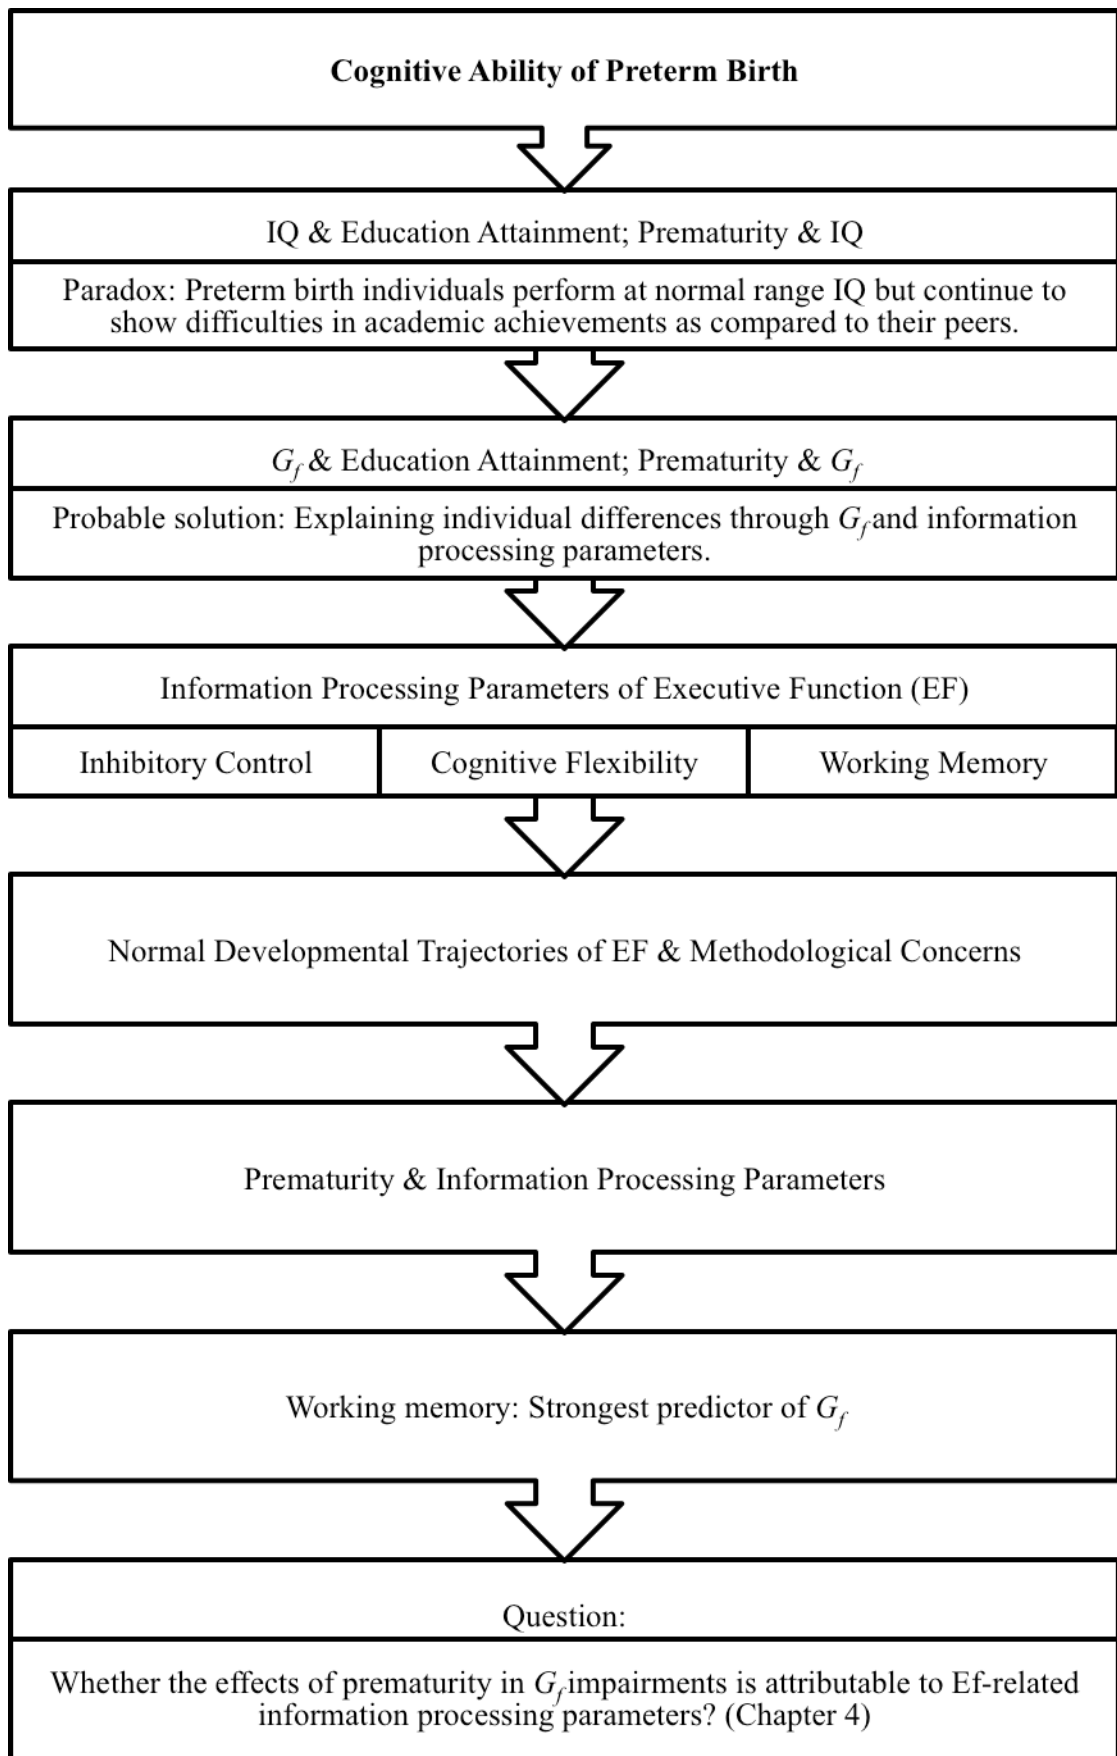 Cognitive Ability of Preterm Birth
IQ & Education Attainment; Prematurity & IQ
Paradox: Preterm birth individuals perform at normal range IQ but continue to
show difficulties in academic achievements as compared to their peers.
Gf & Education Attainment; Prematurity & Gf
Probable solution: Explaining individual differences through Gf and information
processing parameters.
Information Processing Parameters of Executive Function (EF)
Inhibitory Control
Cognitive Flexibility
Working Memory
Normal Developmental Trajectories of EF & Methodological Concerns
Prematurity & Information Processing Parameters
Working memory: Strongest predictor of Gf
Question:
Whether the effects of prematurity in Gf impairments is attributable to Ef-related
information processing parameters? (Chapter 4)